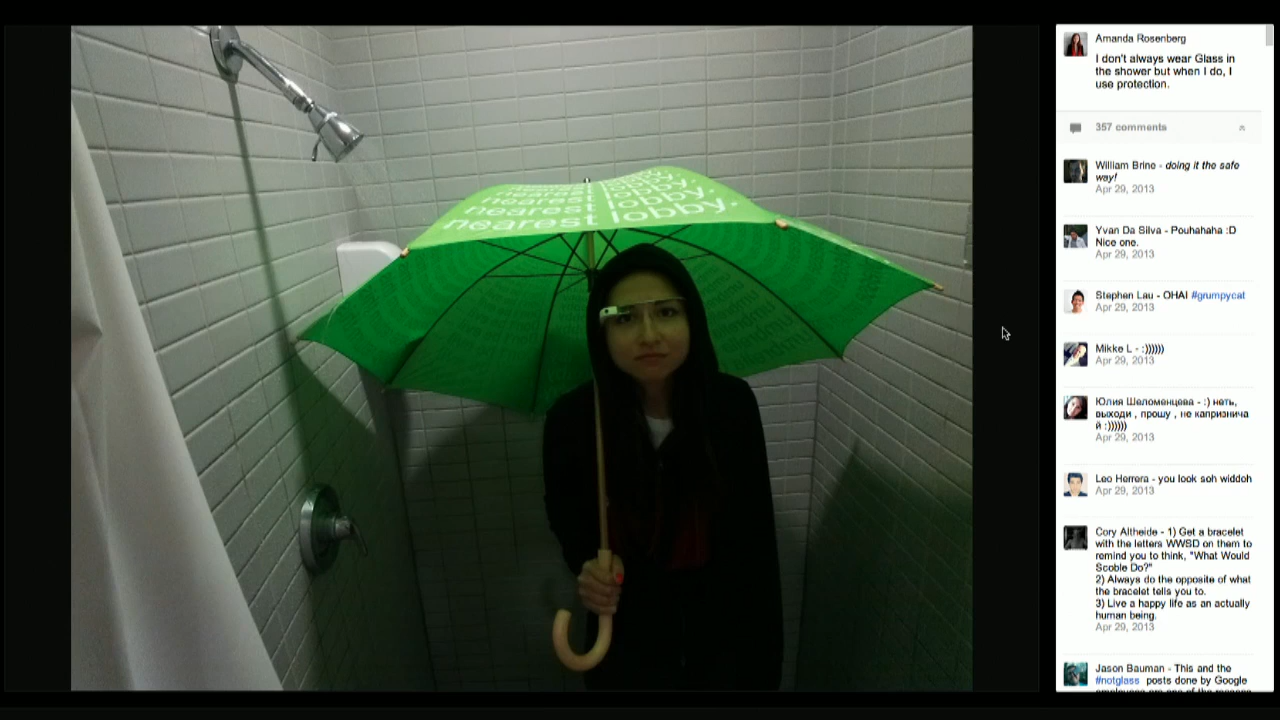 nearest lobby.
nearest lobby.
Amanda Rosenberg
I don't always wear Glass in
the shower but when I do, I
use protection.
357 comments
William Brino - doing it the safe
way!
Apr 29, 2013
Yvan Da Silva - Pouhahaha :D
Nice one.
Apr 29, 2013
Stephen Lau - OHAI #grumpycat
Apr 29, 2013
Mikko L - :))))))
Apr 29, 2013
Юлия Шеломенцева - :) неть,
выходи , прошу , не капризнича
й :))))))
Apr 29, 2013
Leo Herrera - you look soh widdoh
Apr 29, 2013
Cory Altheide - 1) Get a bracelet
with the letters WWSD on them to
remind you to think, "What Would
Scoble Do?"
2) Always do the opposite of what
the bracelet tells you to.
3) Live a happy life as an actually
human being.
Apr 29, 2013
Jason Bauman - This and the
#notglass posts done by Google